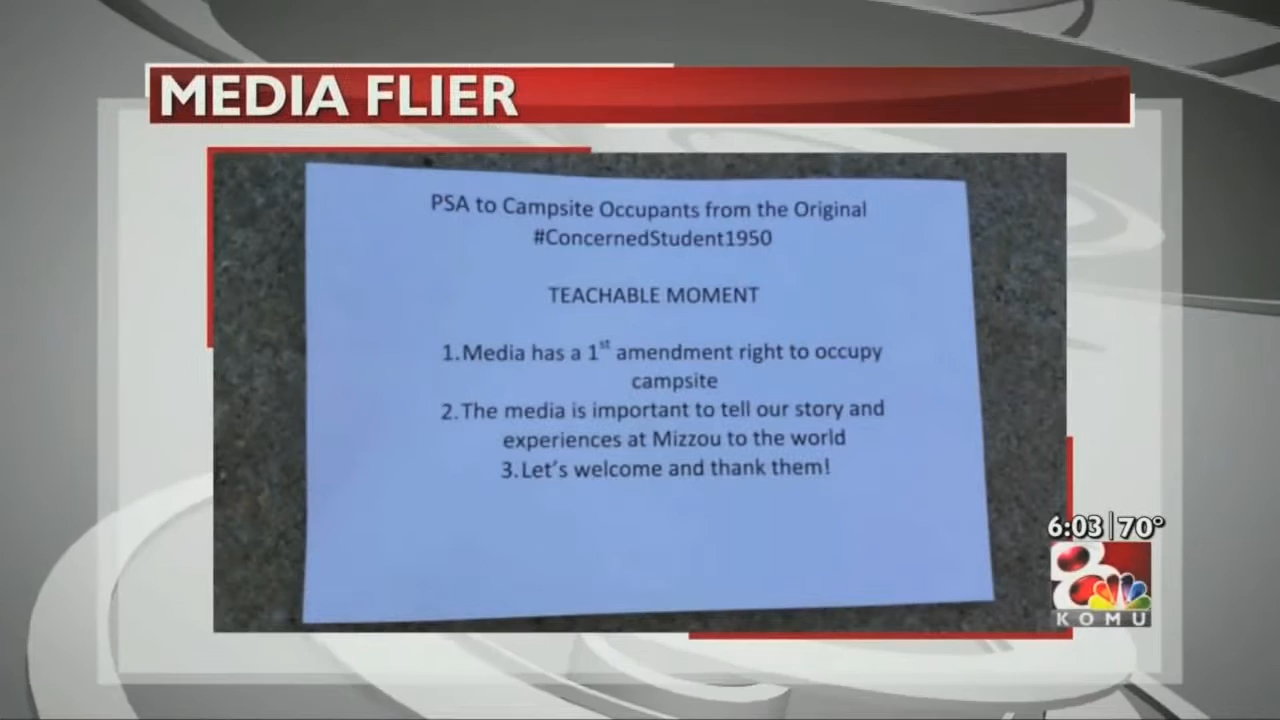 MEDIA FLIER
PSA to Campsite Occupants from the Original
#ConcernedStudent1950
TEACHABLE MOMENT
1.Media has a 1st amendment right to occupy
campsite
2.The media is important to tell our story and
experiences at Mizzou to the world
3.Let's welcome and thank them!
6:03|70°
8
KOMU